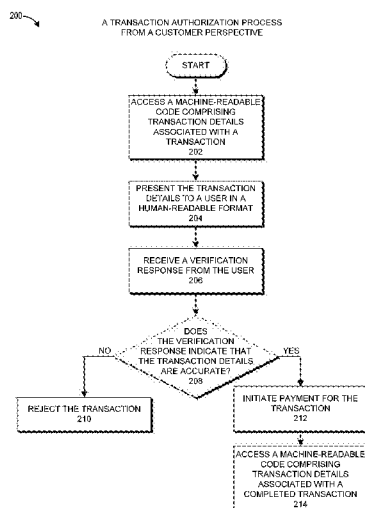 200
A TRANSACTION AUTHORIZATION PROCESS
FROM A CUSTOMER PERSPECTIVE
START
ACCESS A MACHINE-READABLE
CODE COMPRISING
TRANSACTION DETAILS
ASSOCIATED WITH A
TRANSACTION
202
PRESENT THE TRANSACTION
DETAILS TO A USER IN A
HUMAN-READABLE FORMAT
204
RECEIVE A VERIFICATION
RESPONSE FROM THE USER
206
DOES
THE VERIFICATION
RESPONSE INDICATE THAT
THE TRANSACTION DETAILS
ARE ACCURATE?
208
NO
YES
REJECT THE TRANSACTION
210
INITIATE PAYMENT FOR THE
TRANSACTION
212
ACCESS A MACHINE-READABLE
CODE COMPRISING
TRANSACTION DETAILS
ASSOCIATED WITH A
COMPLETED TRANSACTION
214